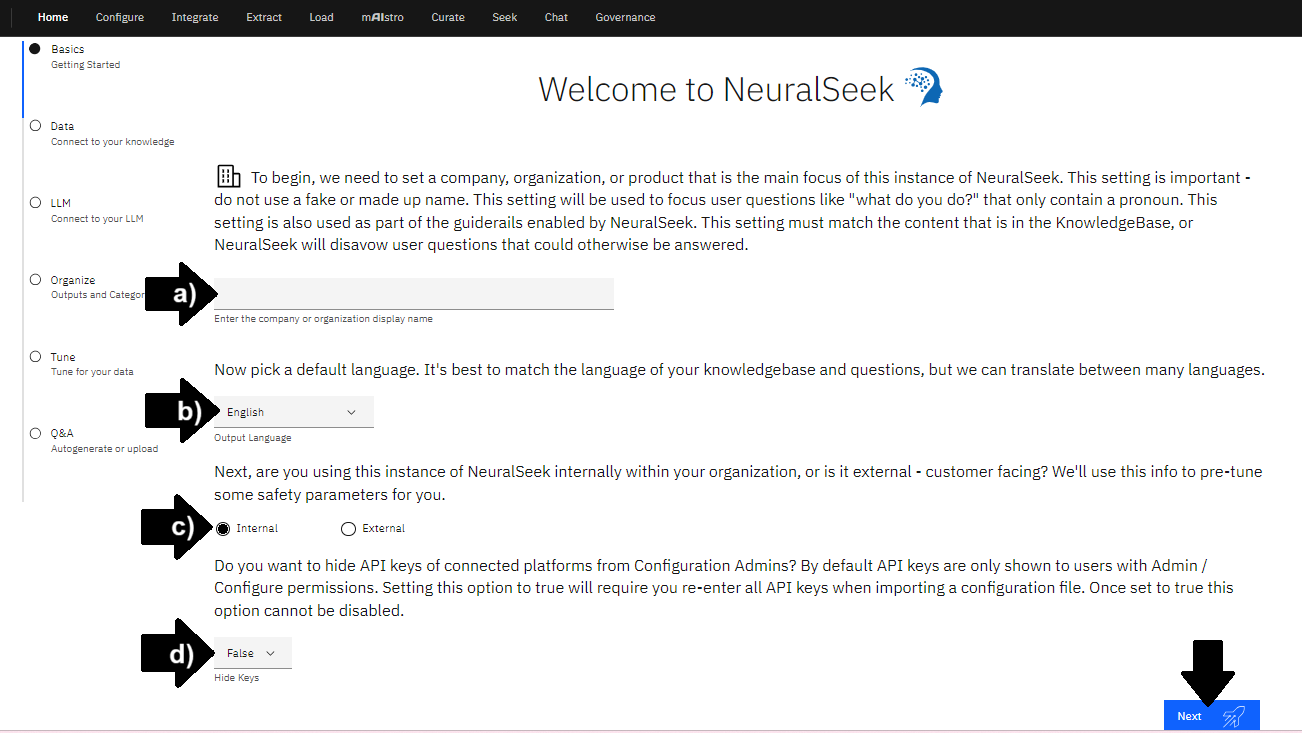 Home Configure Integrate Extract Load mAIstro Curate Seek Chat Governance
Basics
Getting Started
Data
Connect to your knowledge
LLM
Connect to your LLM
Organize
Outputs and Categor
Tune
Tune for your data
Q&A
Autogenerate or upload
Welcome to NeuralSeek
To begin, we need to set a company, organization, or product that is the main focus of this instance of NeuralSeek. This setting is important -
do not use a fake or made up name. This setting will be used to focus user questions like "what do you do?" that only contain a pronoun. This
setting is also used as part of the guiderails enabled by NeuralSeek. This setting must match the content that is in the KnowledgeBase, or
NeuralSeek will disavow user questions that could otherwise be answered.
a)
Enter the company or organization display name
Now pick a default language. It's best to match the language of your knowledgebase and questions, but we can translate between many languages.
b) English
Output Language
Next, are you using this instance of NeuralSeek internally within your organization, or is it external - customer facing? We'll use this info to pre-tune
some safety parameters for you.
c) Internal External
Do you want to hide API keys of connected platforms from Configuration Admins? By default API keys are only shown to users with Admin /
Configure permissions. Setting this option to true will require you re-enter all API keys when importing a configuration file. Once set to true this
option cannot be disabled.
d) False
Hide Keys
Next